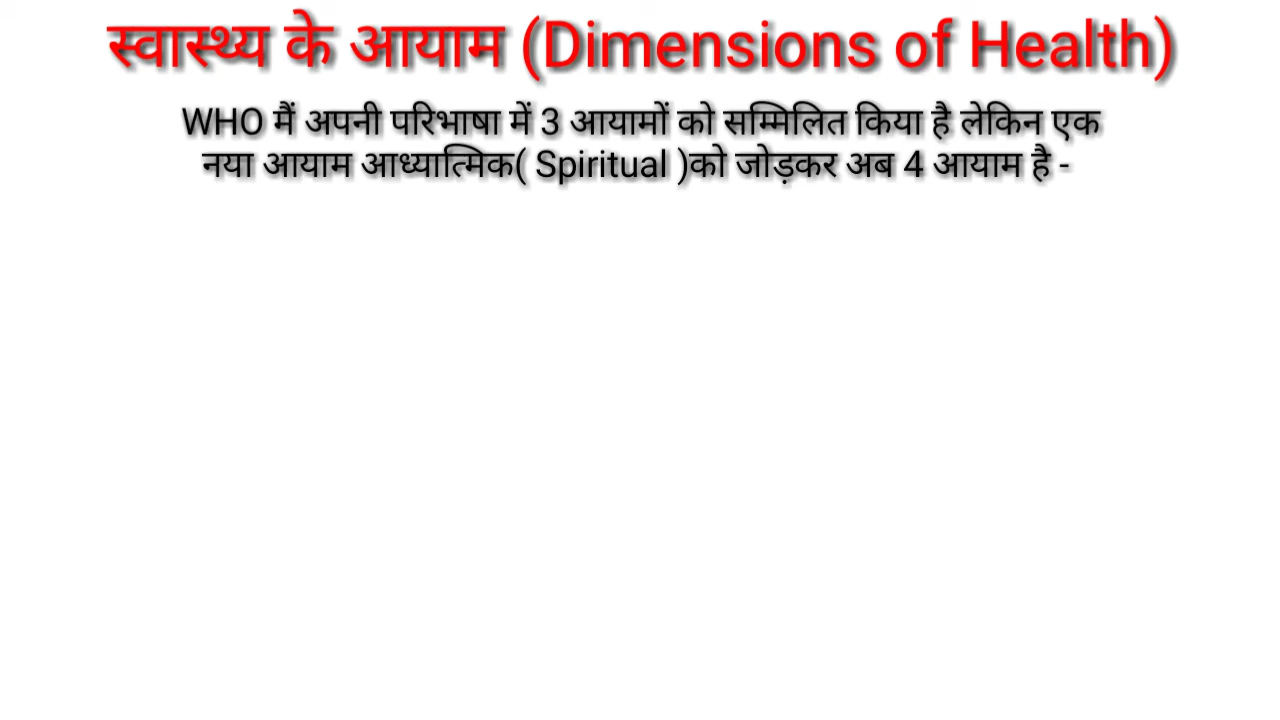 स्वास्थ्य के आयाम (Dimensions of Health)
WHO मैं अपनी परिभाषा में 3 आयामों को सम्मिलित किया है लेकिन एक
नया आयाम आध्यात्मिक( Spiritual )को जोड़कर अब 4 आयाम है -